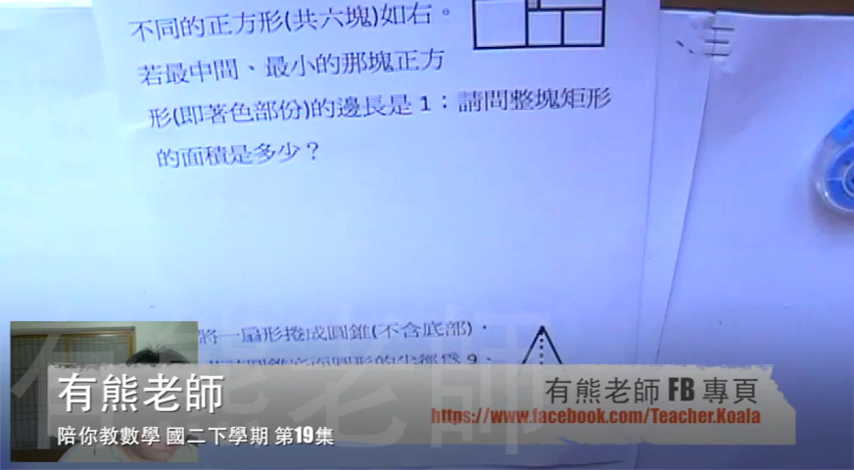 不同的正方形(共六塊)如右。
若最中間、最小的那塊正方
形(即著色部份)的邊長是 1：請問整塊矩形
的面積是多少？
將一扇形捲成圓錐(不含底部)，
有熊老師
有熊老師
陪你教數學 國二下學期 第19集
有熊老師 FB 專頁
https://www.facebook.com/Teacher.Koala